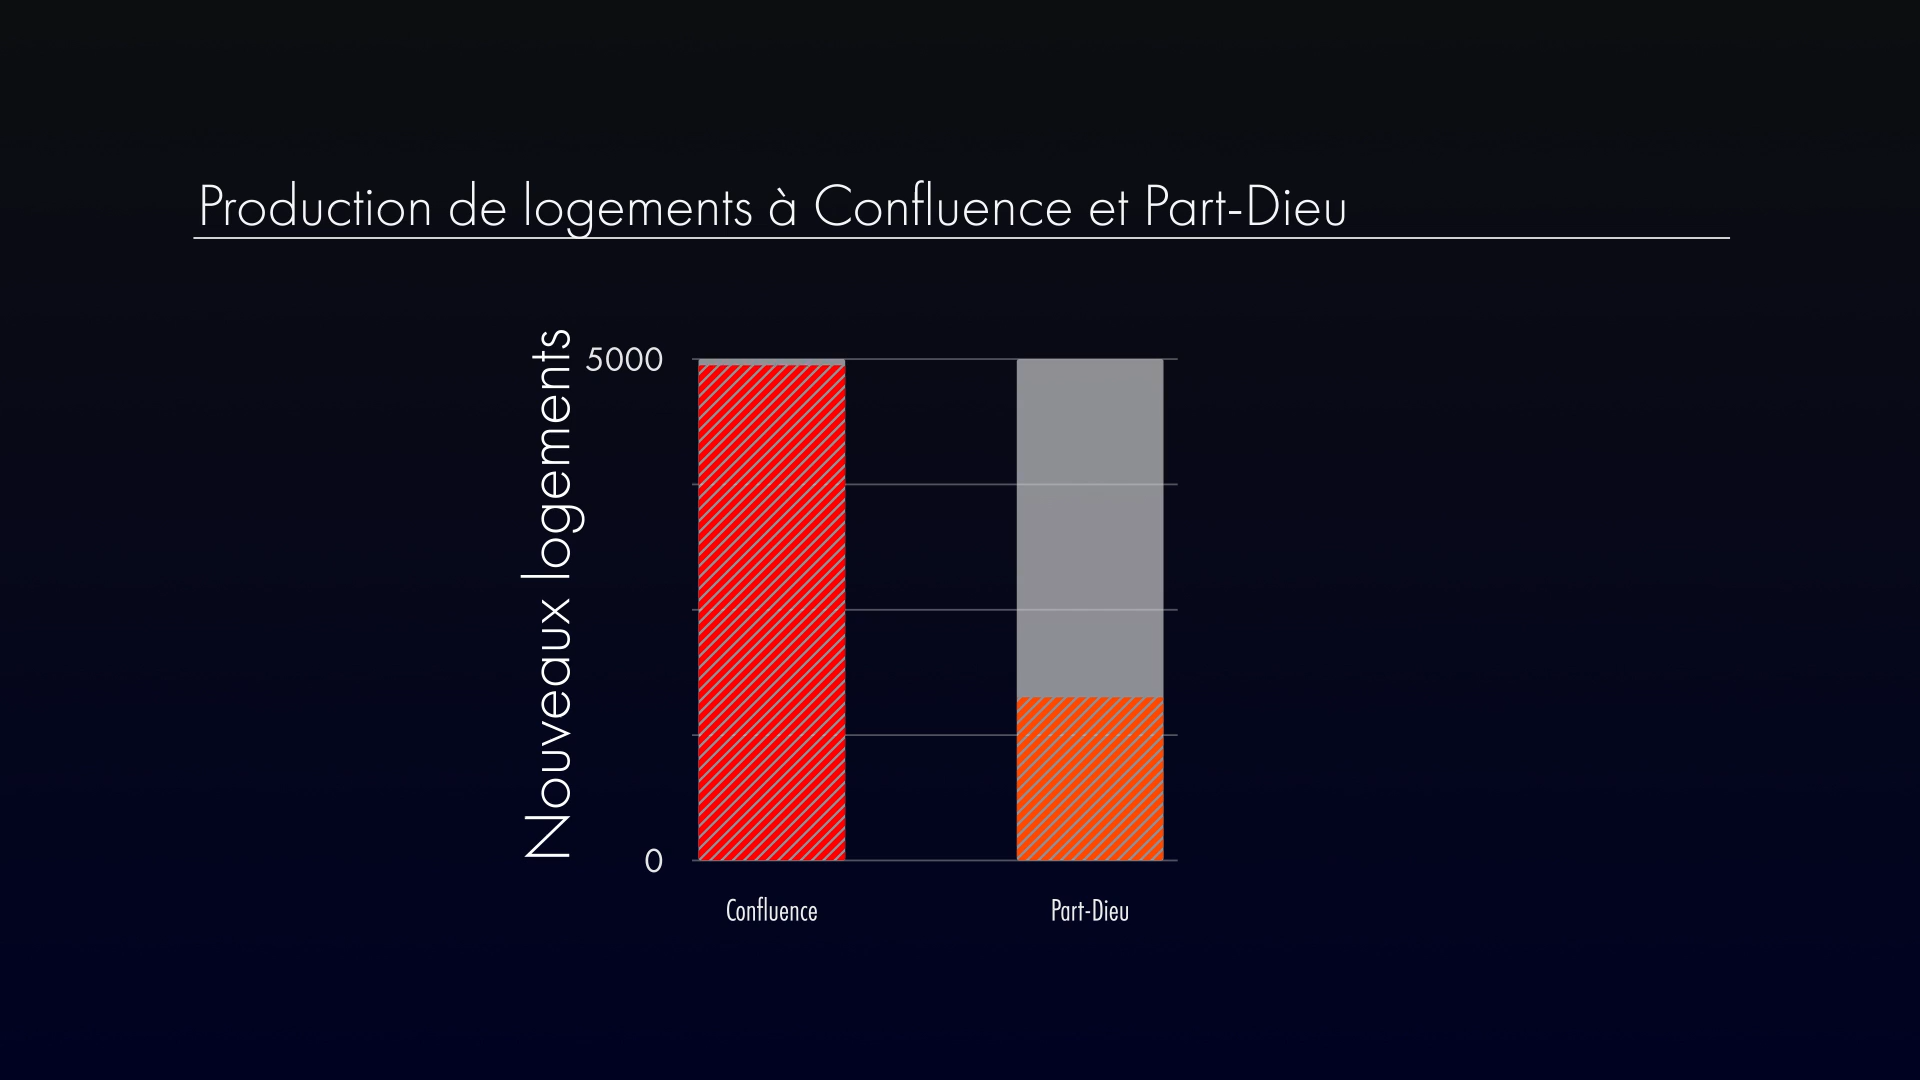 Production de logements à Confluence et Part-Dieu
Nouveaux logements
5000
0
Confluence
Part-Dieu